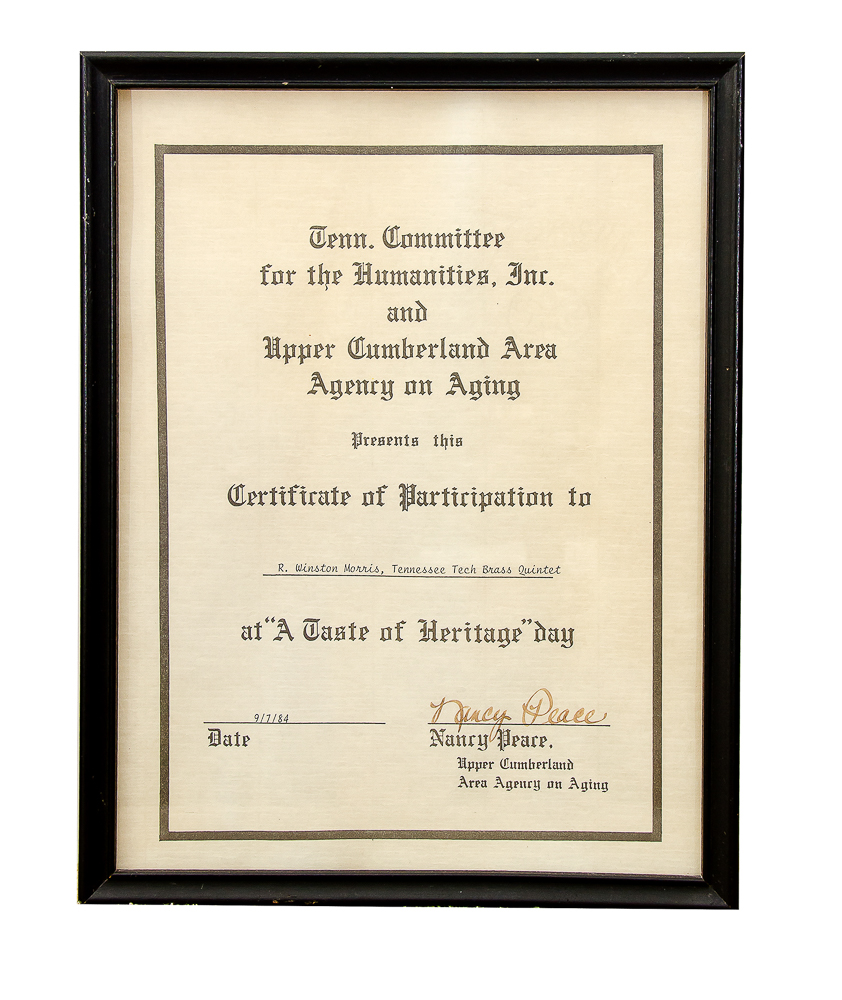 Tenn. Committee
for the Humanities, Inc.
and
Upper Cumberland Area
Agency on Aging
Presents this
Certificate of Participation to
R. Winston Morris, Tennessee Tech Brass Quintet
at "A Taste of Heritage" day
9/7/84
Date
Nancy Peace
Nancy Peace,
Upper Cumberland
Area Agency on Aging